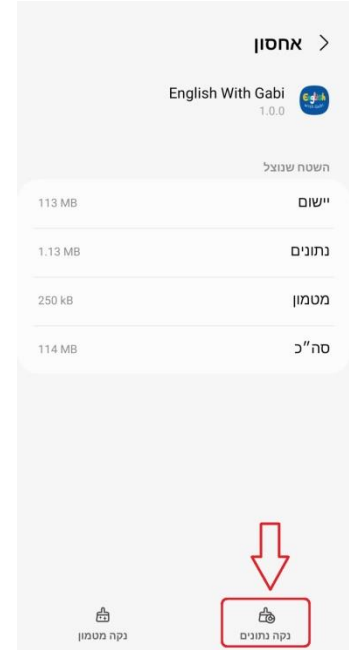 אחסון
English With Gabi
1.0.0
English
השטח שנוצל
יישום 113 MB
נתונים 1.13 MB
מטמון 250 kB
סה״כ 114 MB
נקה נתונים
נקה מטמון